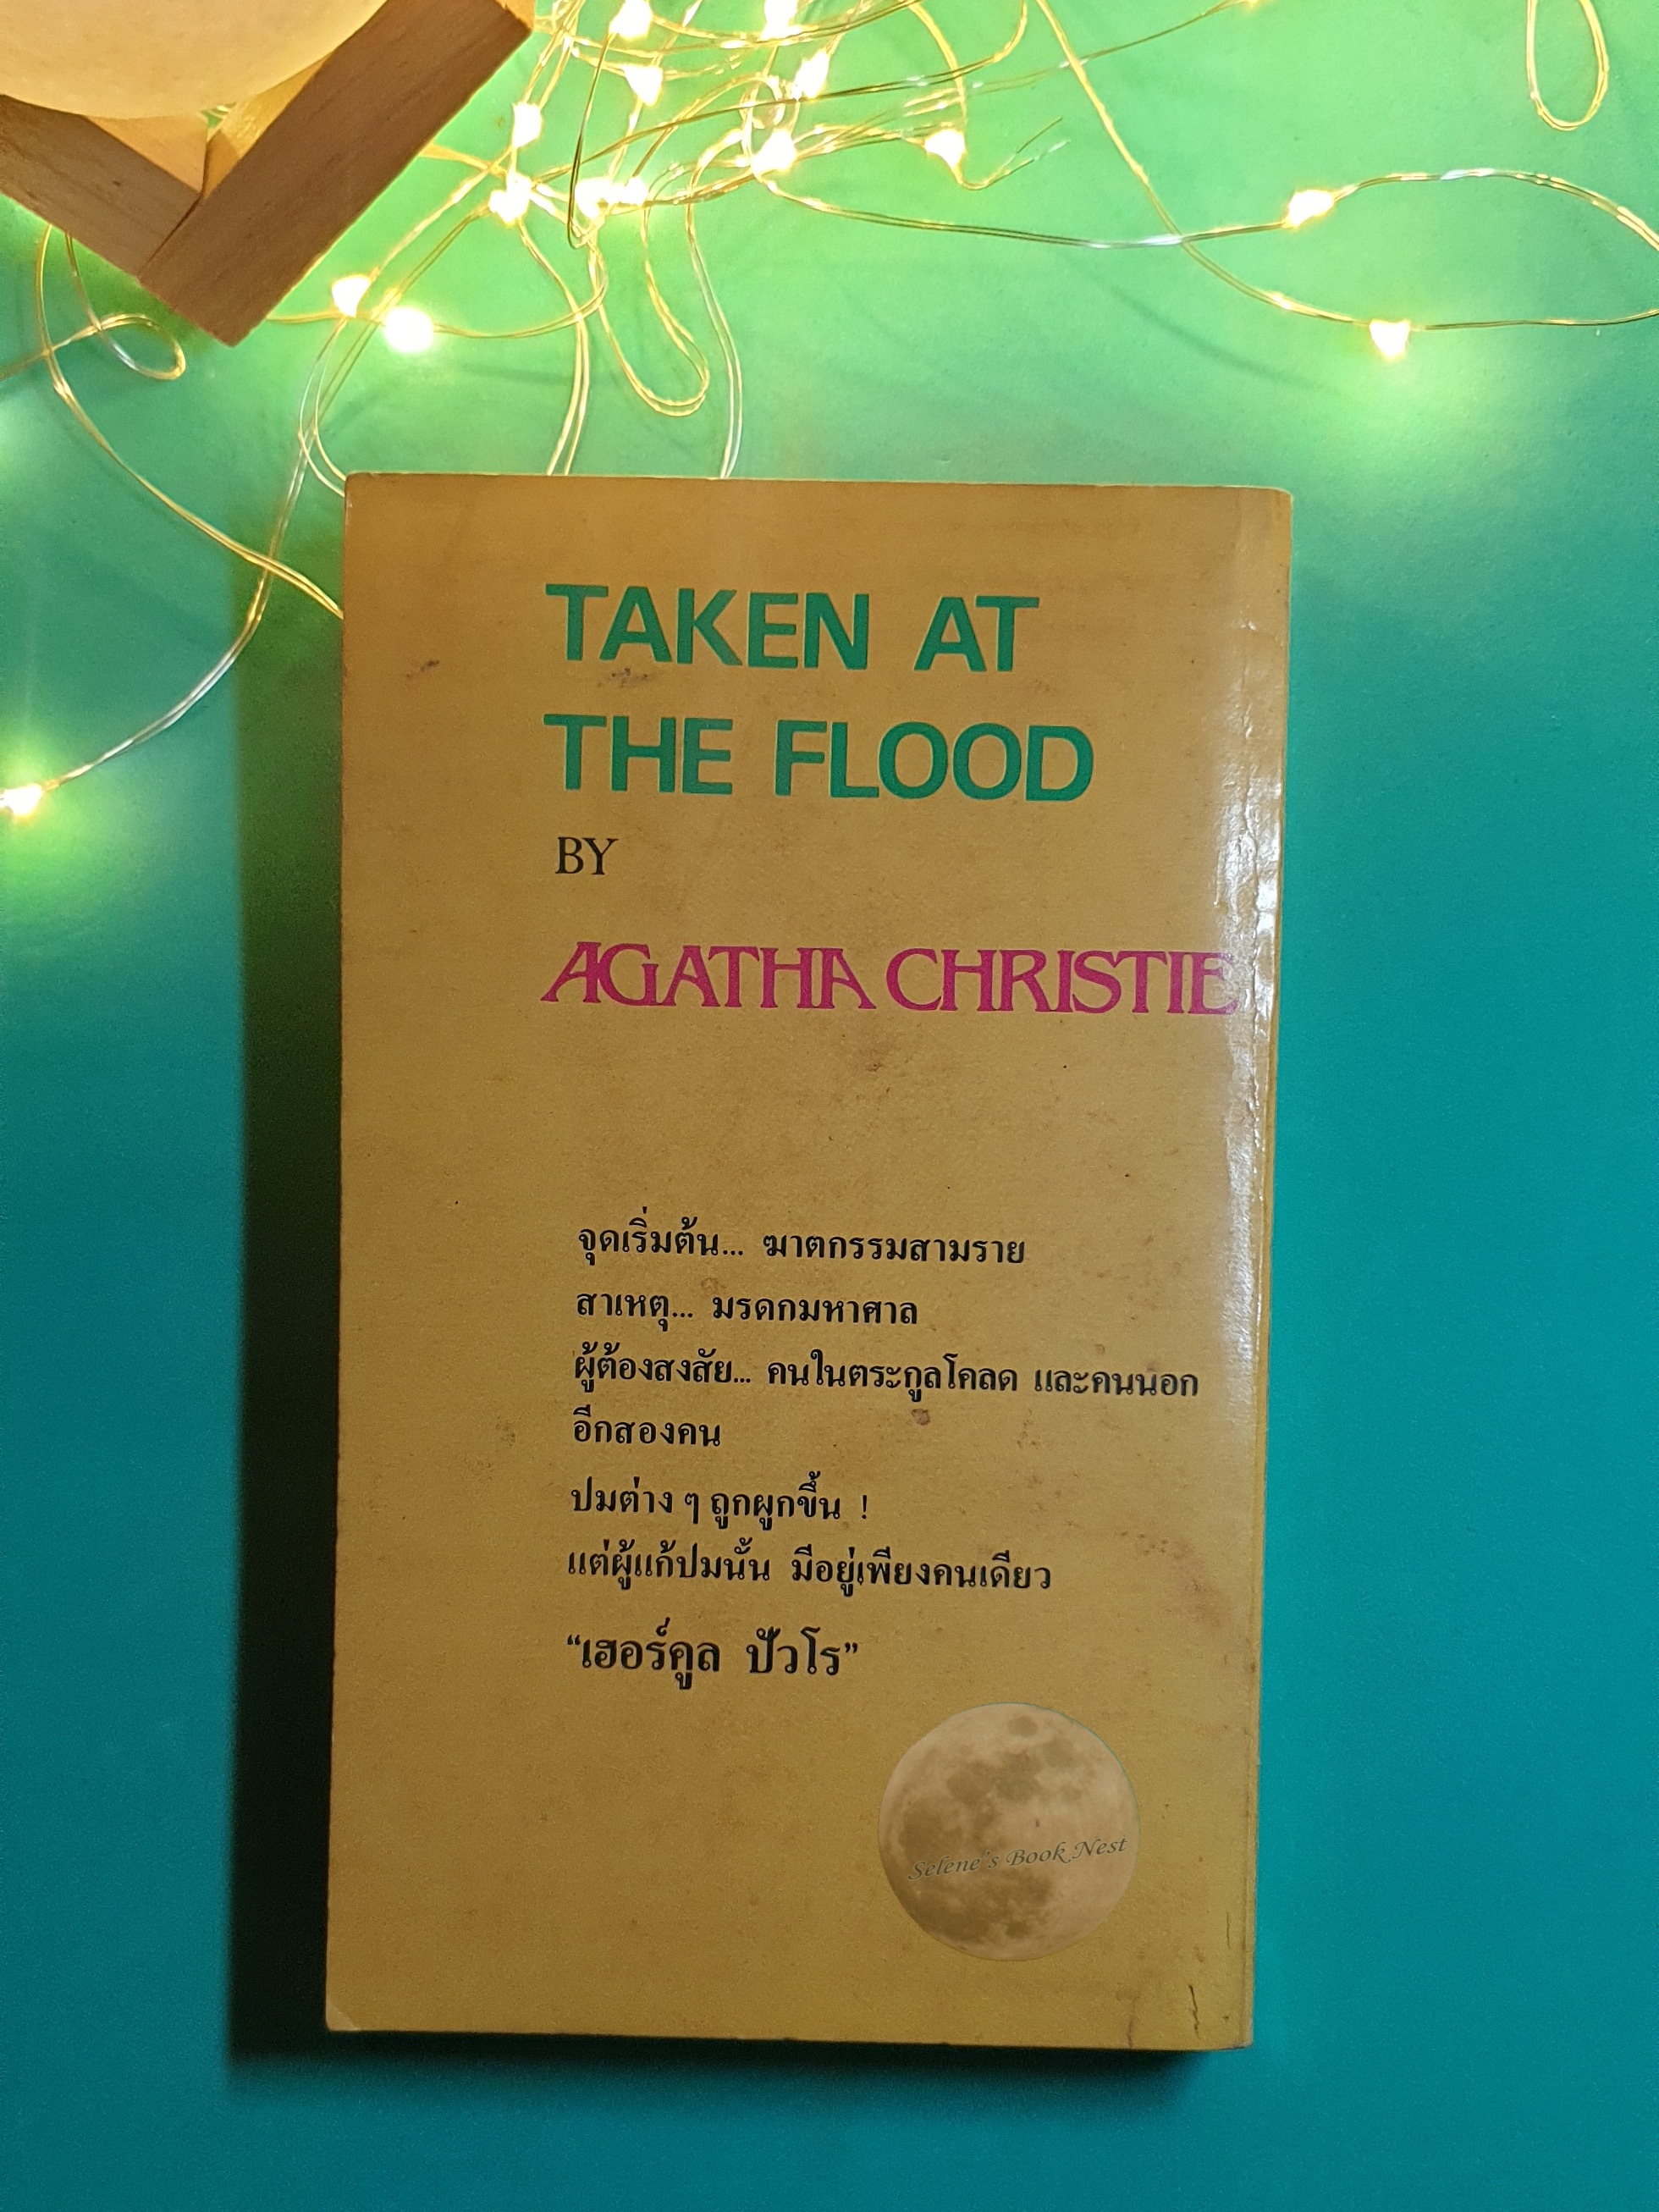 TAKEN AT
THE FLOOD
BY
AGATHA CHRISTIE
จุดเริ่มต้น... ฆาตกรรมสามราย
สาเหตุ... มรดกมหาศาล
ผู้ต้องสงสัย... คนในตระกูลโคลด และคนนอก
อีกสองคน
ปมต่าง ๆ ถูกผูกขึ้น !
แต่ผู้แก้ปมนั้น มีอยู่เพียงคนเดียว
“เฮอร์คูล ปัวโร”
Selene's Book Nest